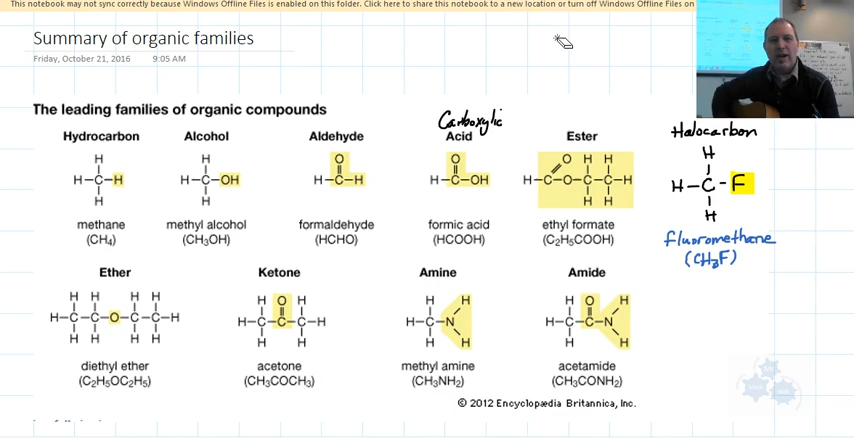 This notebook may not sync correctly because Windows Offline Files is enabled on this folder. Click here to share this notebook to a new location or turn off Windows Offline Files on
Summary of organic families
Friday, October 21, 2016 9:05 AM
The leading families of organic compounds
Carboxylic
Hydrocarbon Alcohol Aldehyde Acid Ester Halocarbon
H H O O O H H H
H-C-H H-C-OH H-C-H H-C-OH H-C-O-C-C-H H-C-F
H H H H H
methane methyl alcohol formaldehyde formic acid ethyl formate fluoromethane
(CH4) (CH3OH) (HCHO) (HCOOH) (C2H5COOH) (CH3F)
Ether Ketone Amine Amide
H H H H H O H H H H O H
H-C-C-O-C-C-H H-C-C-C-H H-C-N H-C-C-N
H H H H H H H H H H
diethyl ether acetone methyl amine acetamide
(C2H5OC2H5) (CH3COCH3) (CH3NH2) (CH3CONH2)
© 2012 Encyclopædia Britannica, Inc.